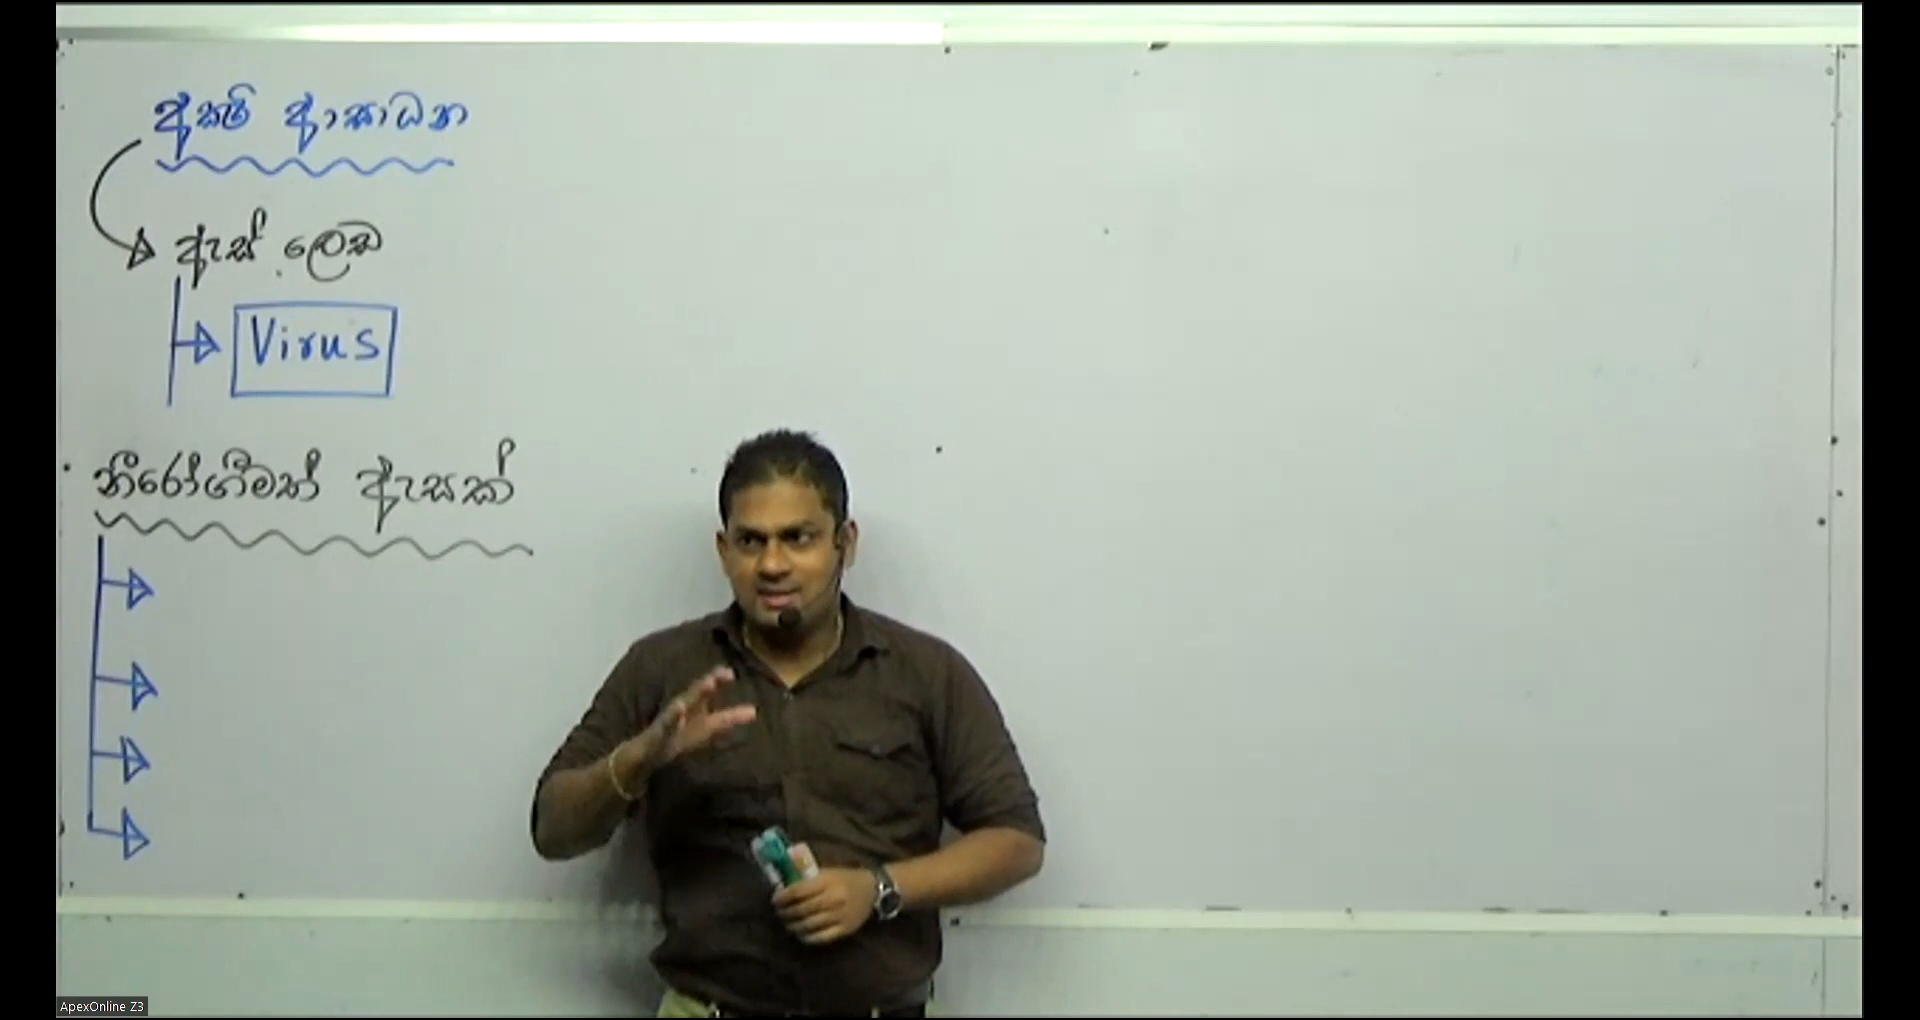 අක්ෂි ආසාධන
ඇස් ලෙඩ
Virus
නීරෝගීමත් ඇසක්
ApexOnline Z3